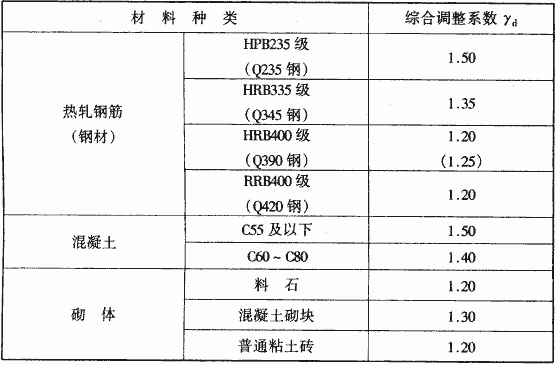 材 料 种 类 综合调整系数 γd
热轧钢筋
(钢材)
HPB235 级
(Q235 钢)
1.50
HRB335 级
(Q345 钢)
1.35
HRB400 级
(Q390 钢)
1.20
(1.25)
RRB400 级
(Q420 钢)
1.20
混凝土
C55 及以下 1.50
C60 ~ C80 1.40
砌 体
料 石 1.20
混凝土砌块 1.30
普通粘土砖 1.20